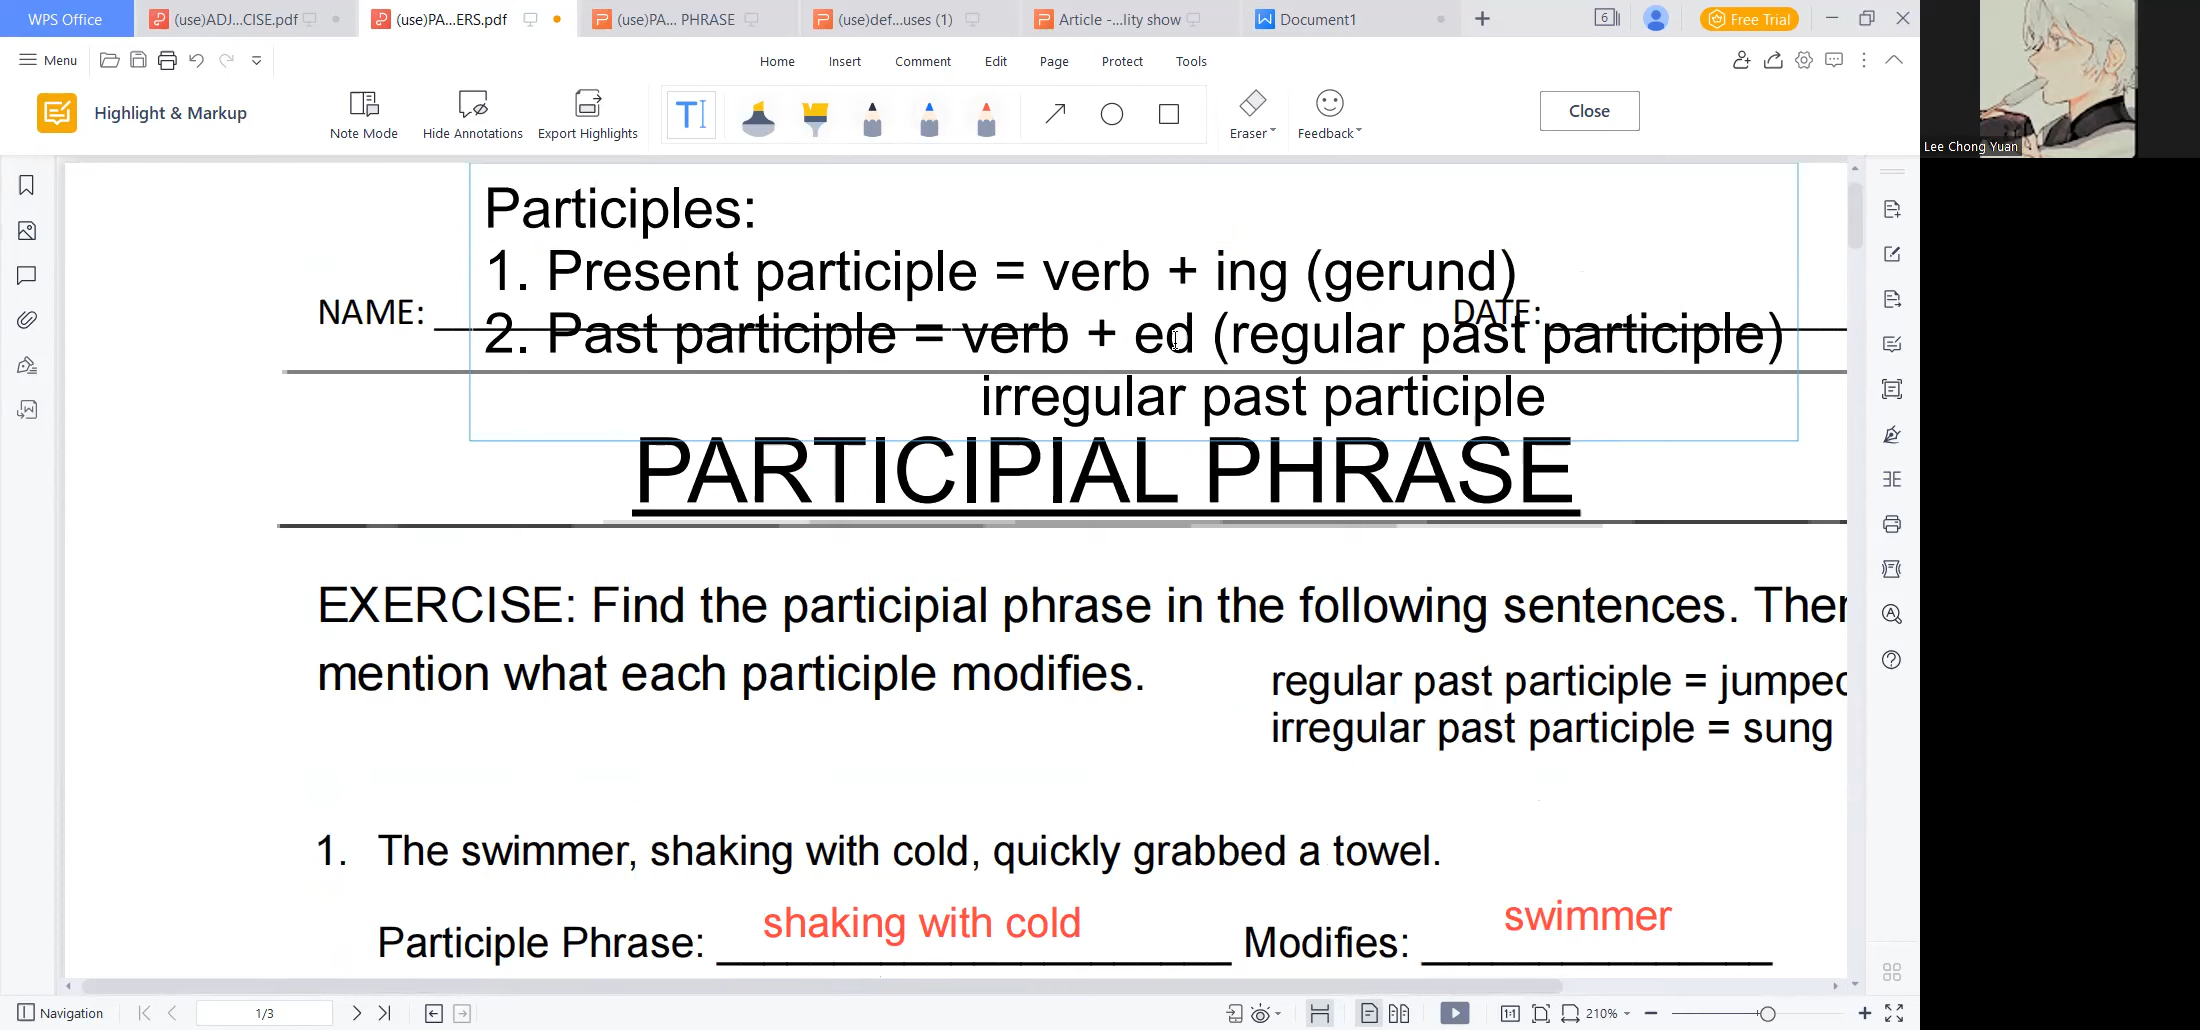 WPS Office
(use)ADJ...CISE.pdf
(use)PA...ERS.pdf
(use)PA... PHRASE
(use)def...uses (1)
Article -...lity show
Document1
6
Free Trial
Menu
Home
Insert
Comment
Edit
Page
Protect
Tools
Highlight & Markup
Note Mode
Hide Annotations
Export Highlights
Eraser
Feedback
Close
Lee Chong Yuan
Participles:
1. Present participle = verb + ing (gerund)
NAME:
DATE:
2. Past participle = verb + ed (regular past participle)
irregular past participle
PARTICIPIAL PHRASE
EXERCISE: Find the participial phrase in the following sentences. Then
mention what each participle modifies.
regular past participle = jumped
irregular past participle = sung
1. The swimmer, shaking with cold, quickly grabbed a towel.
Participle Phrase: shaking with cold Modifies: swimmer
Navigation
1/3
1:1
210%